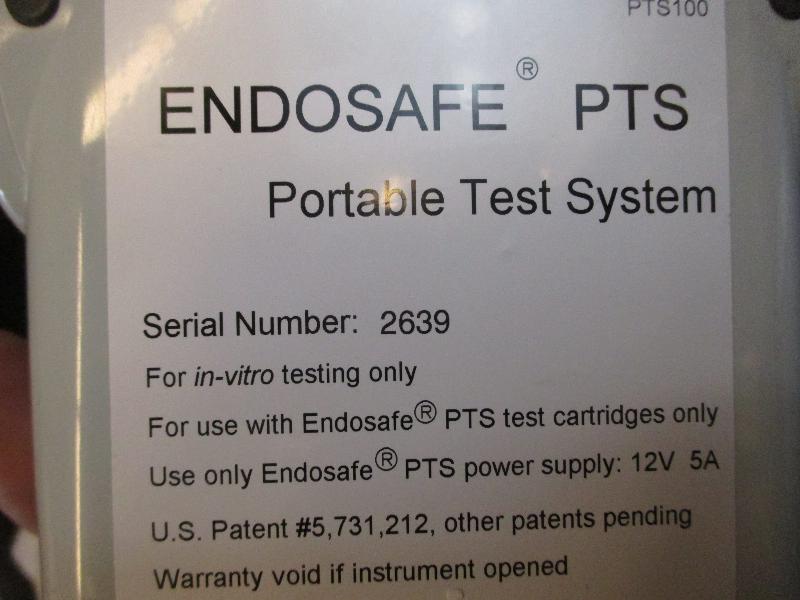 PTS100
ENDOSAFE® PTS
Portable Test System
Serial Number: 2639
For in-vitro testing only
For use with Endosafe® PTS test cartridges only
Use only Endosafe® PTS power supply: 12V 5A
U.S. Patent #5,731,212, other patents pending
Warranty void if instrument opened